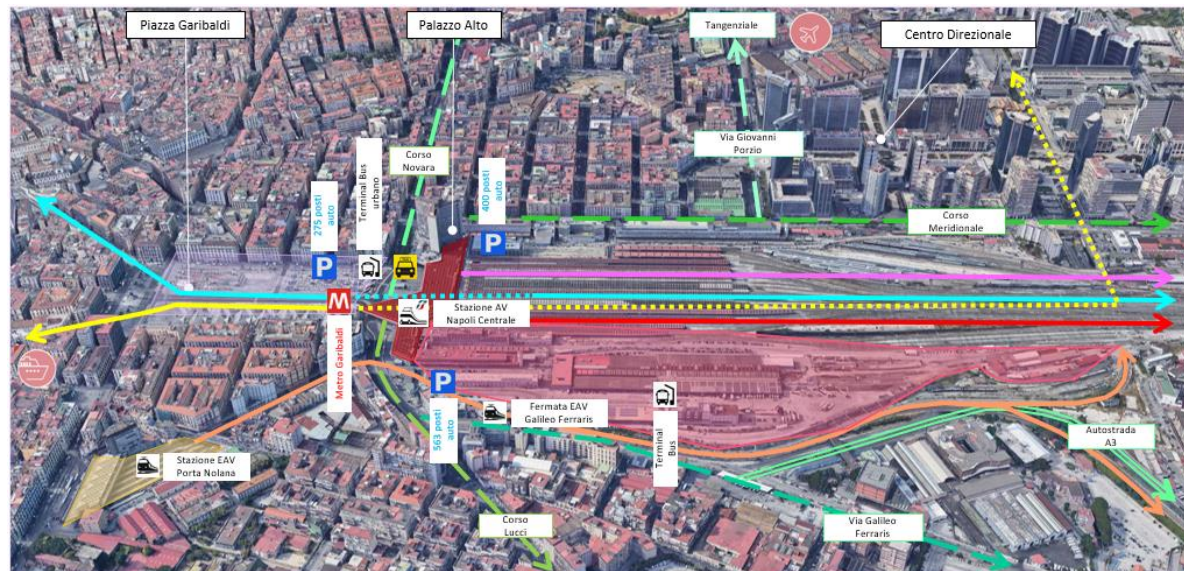 Piazza Garibaldi
Palazzo Alto
Tangenziale
Centro Direzionale
Corso
Novara
Via Giovanni
Porzio
Terminal Bus
urbano
275 posti
auto
400 posti
auto
P
P
Corso
Meridionale
M
Stazione AV
Napoli Centrale
Metro Garibaldi
P
563 posti
auto
Fermata EAV
Galileo Ferraris
Terminal
Bus
Autostrada
A3
Stazione EAV
Porta Nolana
Corso
Lucci
Via Galileo
Ferraris